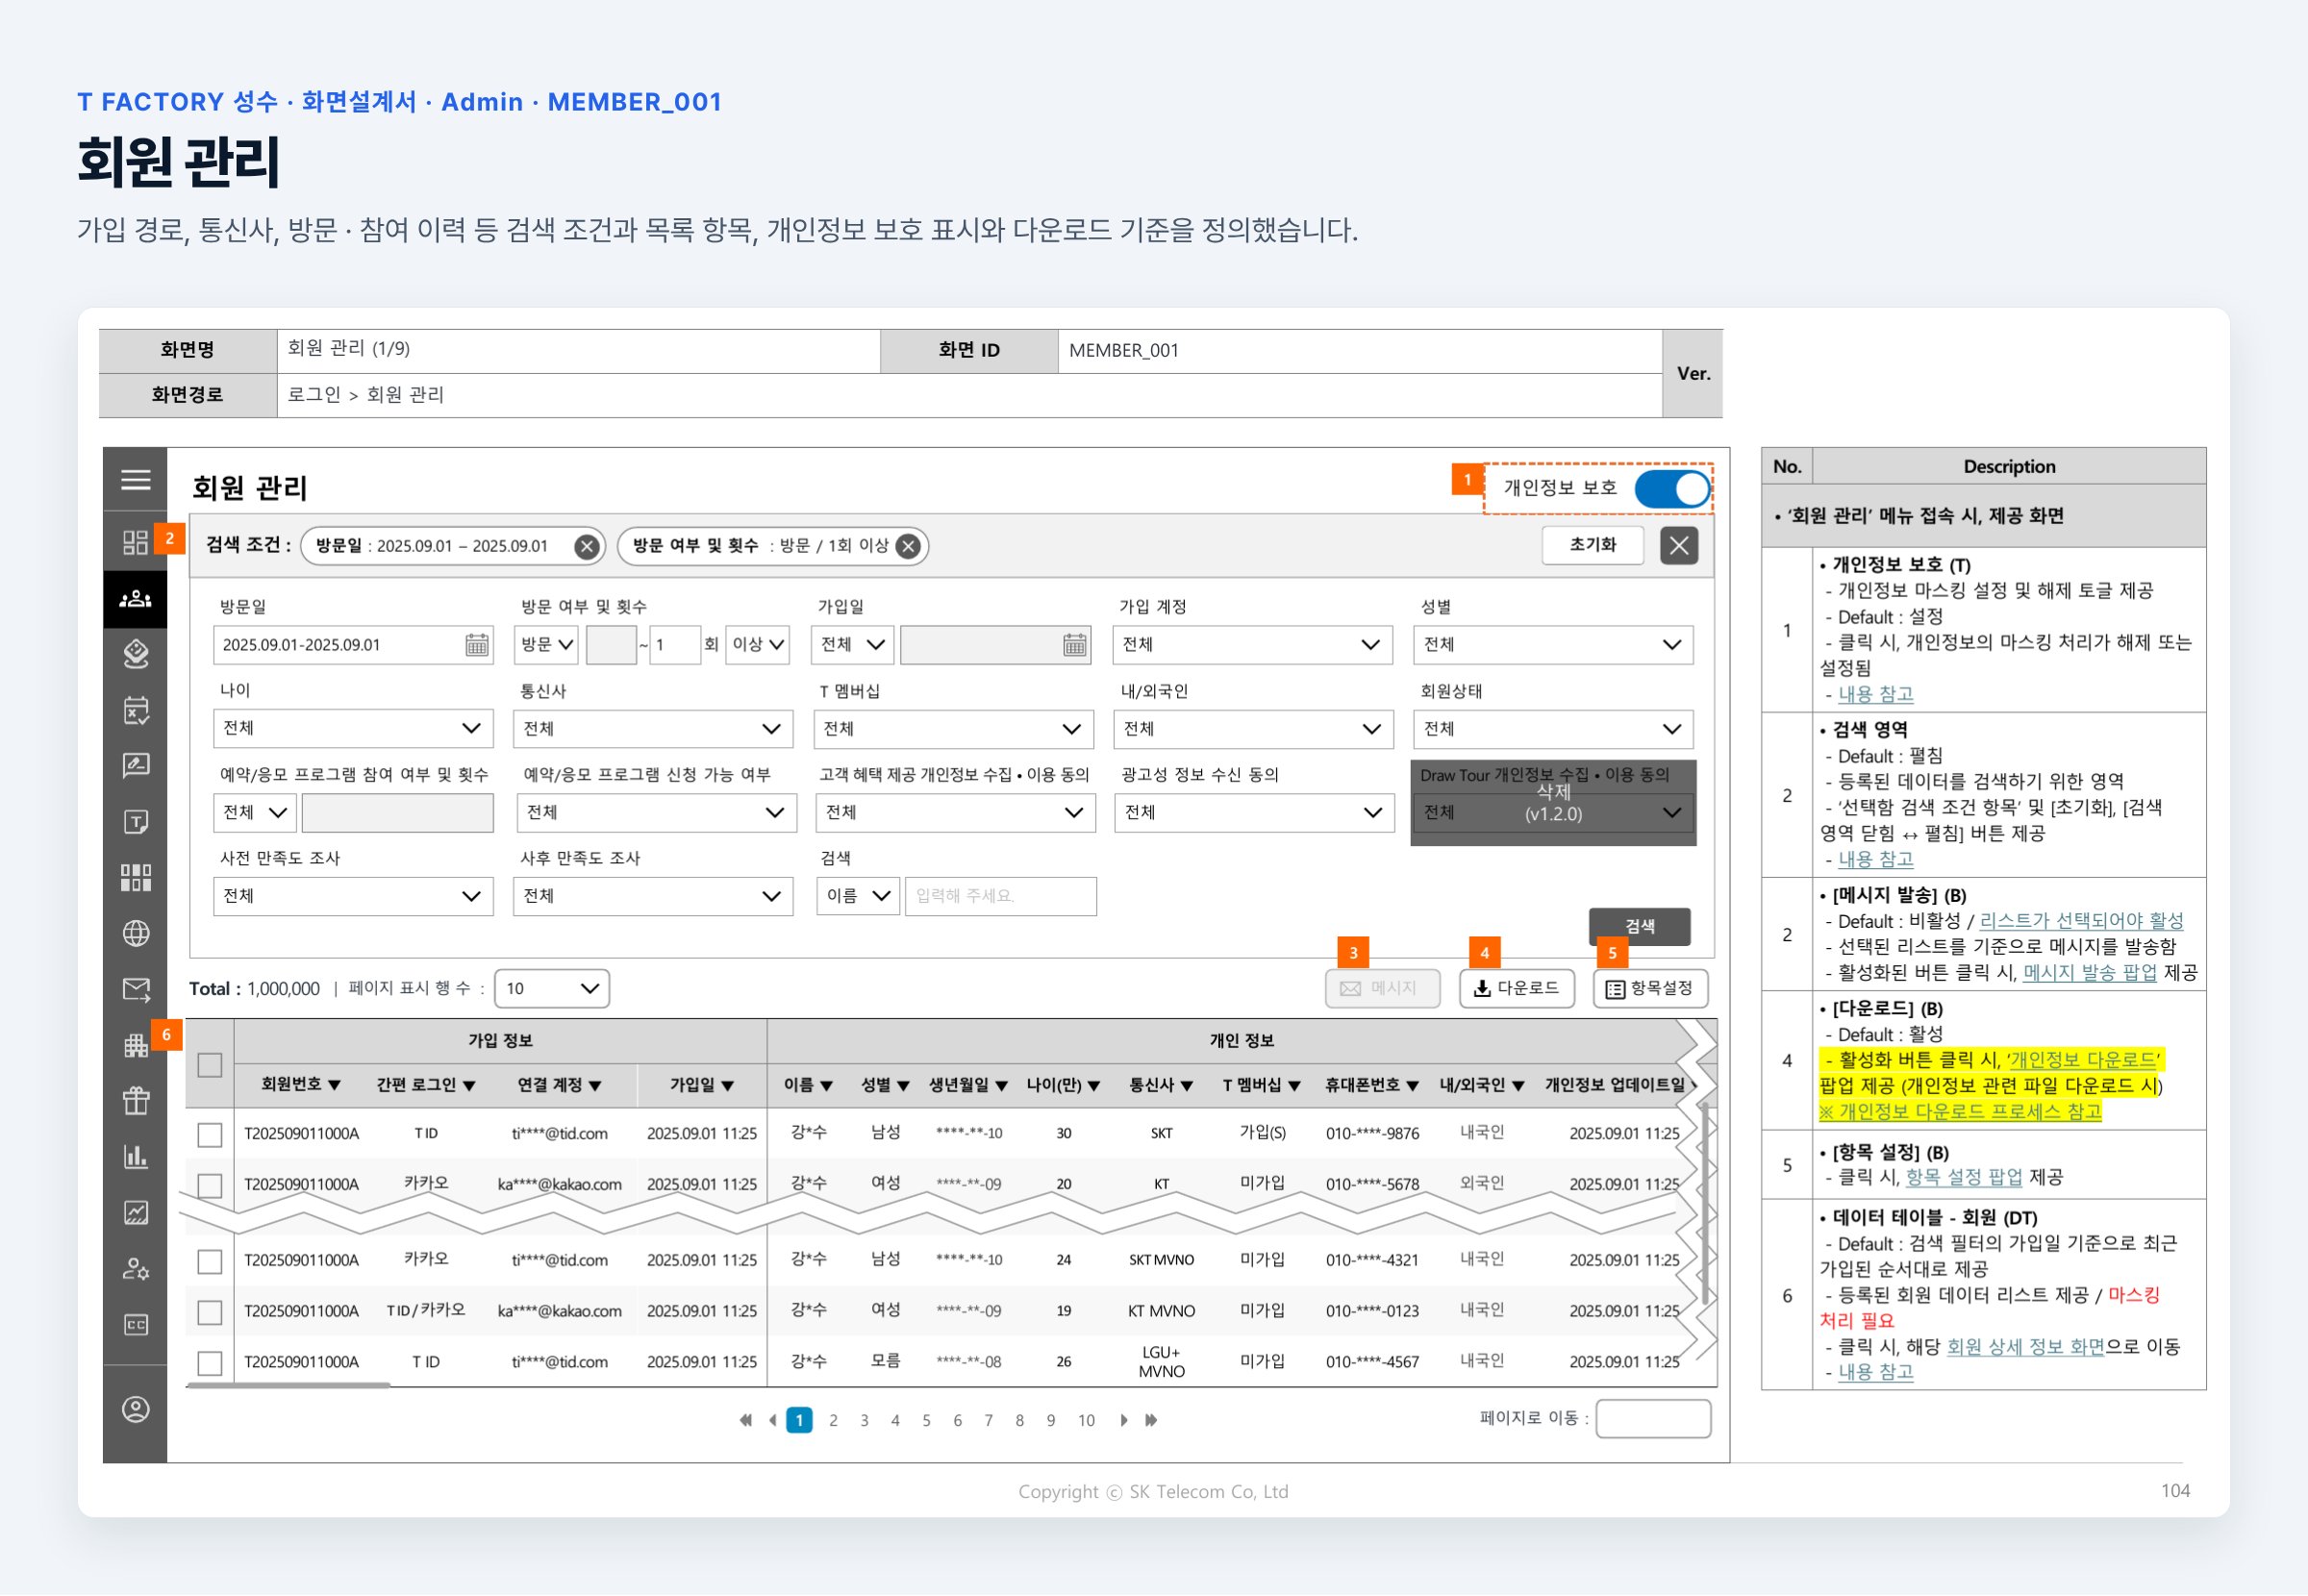 T FACTORY 성수 · 화면설계서 · Admin · MEMBER_001
회원 관리
가입 경로, 통신사, 방문 · 참여 이력 등 검색 조건과 목록 항목, 개인정보 보호 표시와 다운로드 기준을 정의했습니다.
화면명 회원 관리 (1/9) 화면 ID MEMBER_001 Ver.
화면경로 로그인 > 회원 관리
회원 관리
1 개인정보 보호
2 검색 조건 : 방문일 : 2025.09.01 – 2025.09.01 방문 여부 및 횟수 : 방문 / 1회 이상 초기화
방문일 방문 여부 및 횟수 가입일 가입 계정 성별
2025.09.01-2025.09.01 방문 ~ 1 회 이상 전체 전체 전체
나이 통신사 T 멤버십 내/외국인 회원상태
전체 전체 전체 전체 전체
예약/응모 프로그램 참여 여부 및 횟수 예약/응모 프로그램 신청 가능 여부 고객 혜택 제공 개인정보 수집 • 이용 동의 광고성 정보 수신 동의 Draw Tour 개인정보 수집 • 이용 동의
전체 전체 전체 전체 전체
삭제
(v1.2.0)
사전 만족도 조사 사후 만족도 조사 검색
전체 전체 이름 입력해 주세요.
검색
3 4 5
Total : 1,000,000 | 페이지 표시 행 수 : 10 메시지 다운로드 항목설정
6
가입 정보 개인 정보
회원번호 ▼ 간편 로그인 ▼ 연결 계정 ▼ 가입일 ▼ 이름 ▼ 성별 ▼ 생년월일 ▼ 나이(만) ▼ 통신사 ▼ T 멤버십 ▼ 휴대폰번호 ▼ 내/외국인 ▼ 개인정보 업데이트일
T202509011000A T ID ti****@tid.com 2025.09.01 11:25 강*수 남성 ****-**-10 30 SKT 가입(S) 010-****-9876 내국인 2025.09.01 11:25
T202509011000A 카카오 ka****@kakao.com 2025.09.01 11:25 강*수 여성 ****-**-09 20 KT 미가입 010-****-5678 외국인 2025.09.01 11:25
T202509011000A 카카오 ti****@tid.com 2025.09.01 11:25 강*수 남성 ****-**-10 24 SKT MVNO 미가입 010-****-4321 내국인 2025.09.01 11:25
T202509011000A T ID / 카카오 ka****@kakao.com 2025.09.01 11:25 강*수 여성 ****-**-09 19 KT MVNO 미가입 010-****-0123 내국인 2025.09.01 11:25
T202509011000A T ID ti****@tid.com 2025.09.01 11:25 강*수 모름 ****-**-08 26 LGU+ MVNO 미가입 010-****-4567 내국인 2025.09.01 11:25
1 2 3 4 5 6 7 8 9 10
페이지로 이동 :
No. Description
• ‘회원 관리’ 메뉴 접속 시, 제공 화면
1
• 개인정보 보호 (T)
- 개인정보 마스킹 설정 및 해제 토글 제공
- Default : 설정
- 클릭 시, 개인정보의 마스킹 처리가 해제 또는
설정됨
- 내용 참고
2
• 검색 영역
- Default : 펼침
- 등록된 데이터를 검색하기 위한 영역
- ‘선택함 검색 조건 항목’ 및 [초기화], [검색
영역 닫힘 ↔ 펼침] 버튼 제공
- 내용 참고
2
• [메시지 발송] (B)
- Default : 비활성 / 리스트가 선택되어야 활성
- 선택된 리스트를 기준으로 메시지를 발송함
- 활성화된 버튼 클릭 시, 메시지 발송 팝업 제공
4
• [다운로드] (B)
- Default : 활성
- 활성화 버튼 클릭 시, ‘개인정보 다운로드’
팝업 제공 (개인정보 관련 파일 다운로드 시)
※ 개인정보 다운로드 프로세스 참고
5
• [항목 설정] (B)
- 클릭 시, 항목 설정 팝업 제공
6
• 데이터 테이블 - 회원 (DT)
- Default : 검색 필터의 가입일 기준으로 최근
가입된 순서대로 제공
- 등록된 회원 데이터 리스트 제공 / 마스킹
처리 필요
- 클릭 시, 해당 회원 상세 정보 화면으로 이동
- 내용 참고
Copyright ⓒ SK Telecom Co, Ltd
104